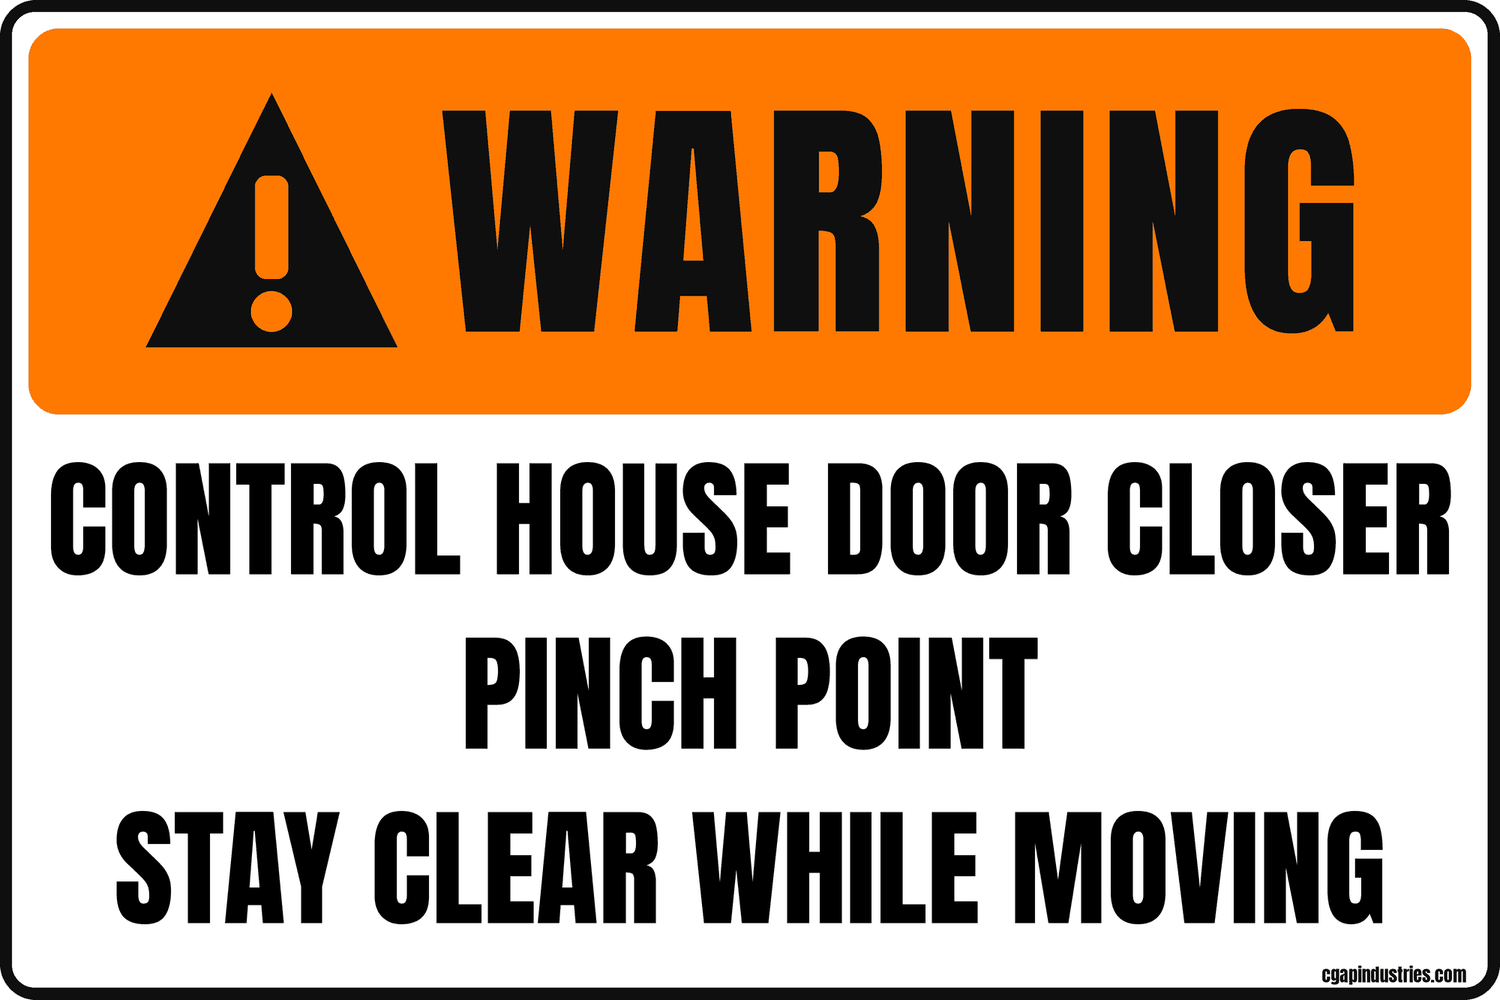 WARNING
CONTROL HOUSE DOOR CLOSER
PINCH POINT
STAY CLEAR WHILE MOVING
cgapindustries.com